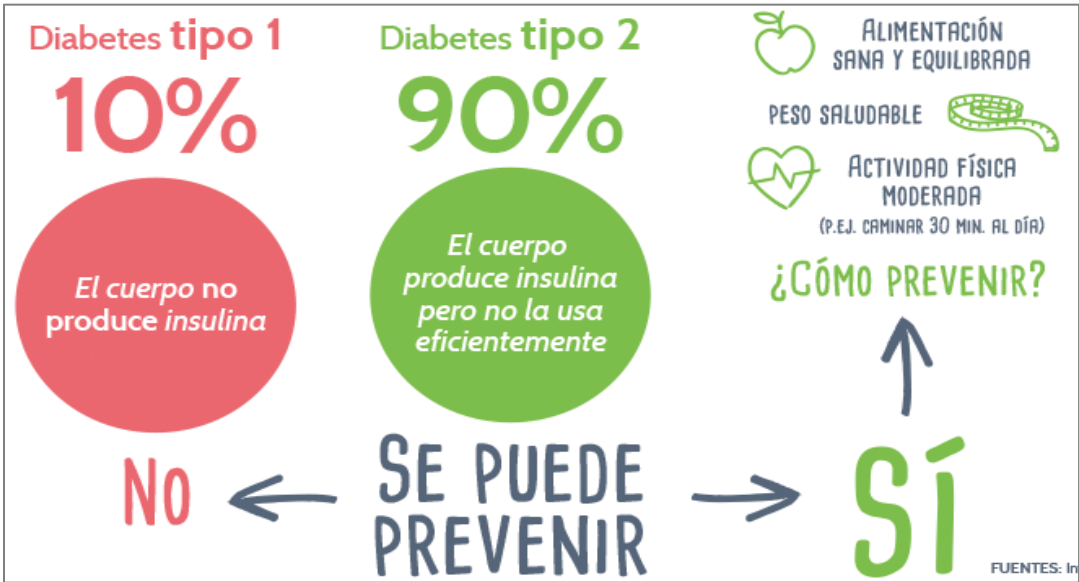 Diabetes tipo 1
10%
El cuerpo no
produce insulina
Diabetes tipo 2
90%
El cuerpo
produce insulina
pero no la usa
eficientemente
SE PUEDE
PREVENIR
NO
SÍ
¿CÓMO PREVENIR?
ALIMENTACIÓN
SANA Y EQUILIBRADA
PESO SALUDABLE
ACTIVIDAD FÍSICA
MODERADA
(P.EJ. CAMINAR 30 MIN. AL DÍA)
FUENTES: